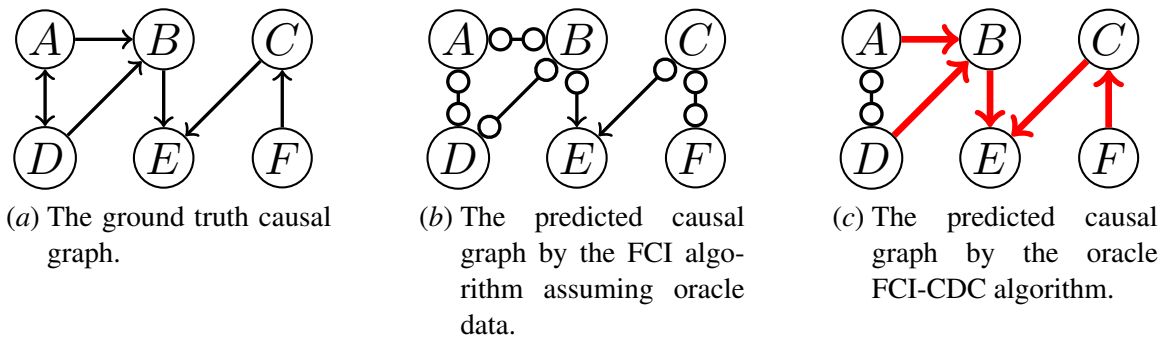 A B C
D E F
A B C
D E F
A B C
D E F
(a) The ground truth causal
graph.
(b) The predicted causal
graph by the FCI algo-
rithm assuming oracle
data.
(c) The predicted causal
graph by the oracle
FCI-CDC algorithm.